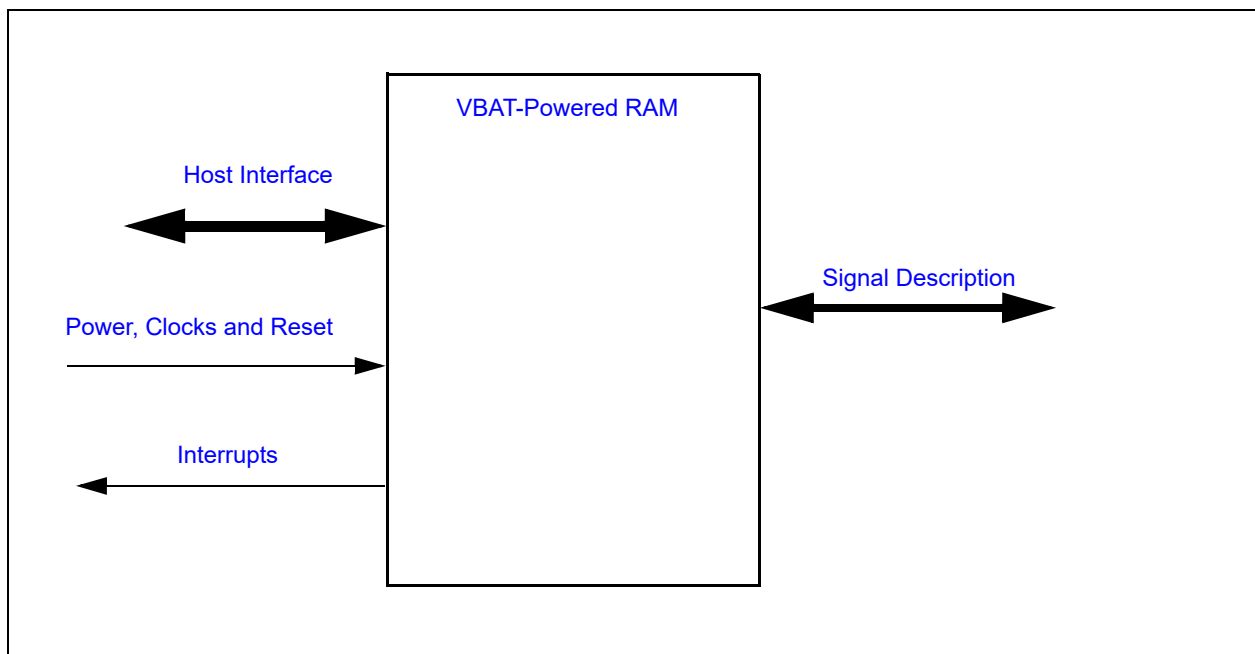 VBAT-Powered RAM
Host Interface
Signal Description
Power, Clocks and Reset
Interrupts